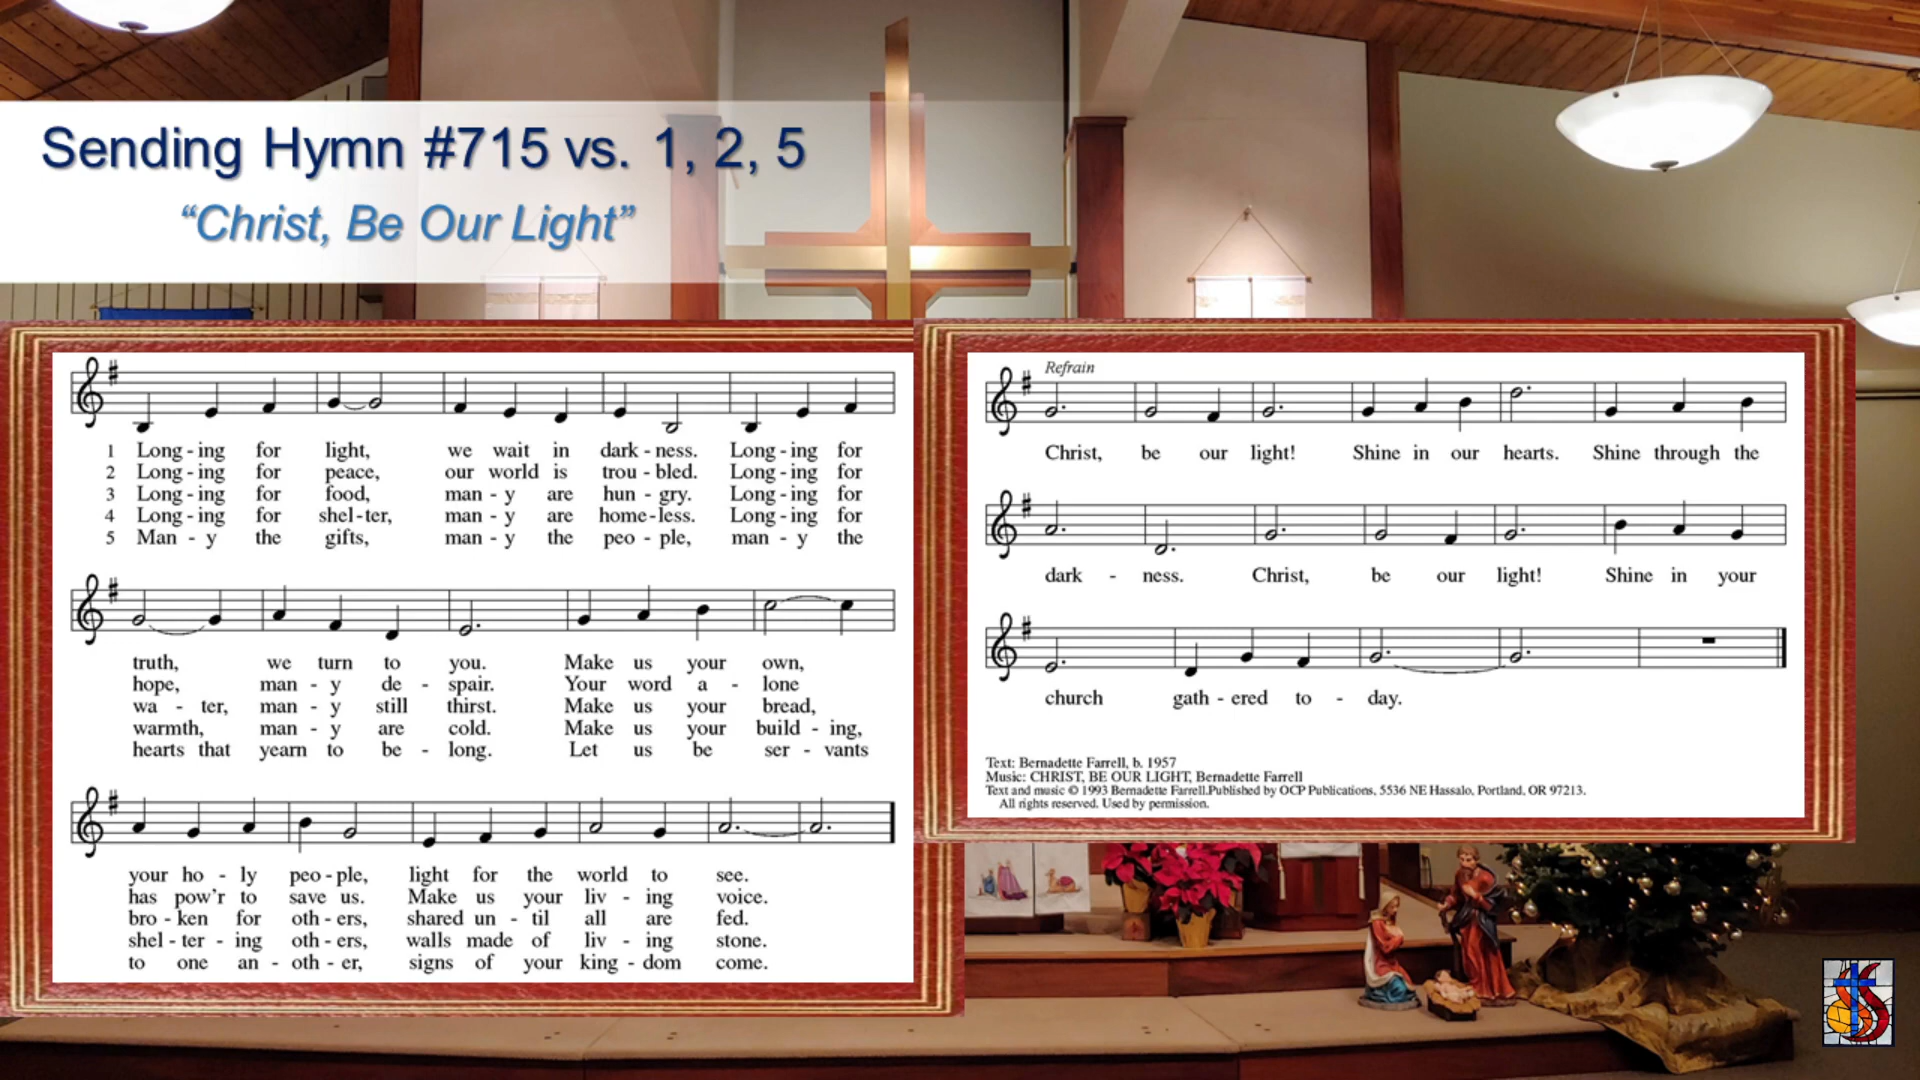 Sending Hymn #715 vs. 1, 2, 5
“Christ, Be Our Light”
1 Long - ing for light, we wait in dark - ness. Long - ing for
2 Long - ing for peace, our world is trou - bled. Long - ing for
3 Long - ing for food, man - y are hun - gry. Long - ing for
4 Long - ing for shel - ter, man - y are home - less. Long - ing for
5 Man - y the gifts, man - y the peo - ple, man - y the
truth, we turn to you. Make us your own,
hope, man - y de - spair. Your word a - lone
wa - ter, man - y still thirst. Make us your bread,
warmth, man - y are cold. Make us your build - ing,
hearts that yearn to be - long. Let us be ser - vants
your ho - ly peo - ple, light for the world to see.
has pow'r to save us. Make us your liv - ing voice.
bro - ken for oth - ers, shared un - til all are fed.
shel - ter - ing oth - ers, walls made of liv - ing stone.
to one an - oth - er, signs of your king - dom come.
Refrain
Christ, be our light! Shine in our hearts. Shine through the
dark - ness. Christ, be our light! Shine in your
church gath - ered to - day.
Text: Bernadette Farrell, b. 1957
Music: CHRIST, BE OUR LIGHT, Bernadette Farrell
Text and music © 1993 Bernadette Farrell.Published by OCP Publications, 5536 NE Hassalo, Portland, OR 97213.
All rights reserved. Used by permission.